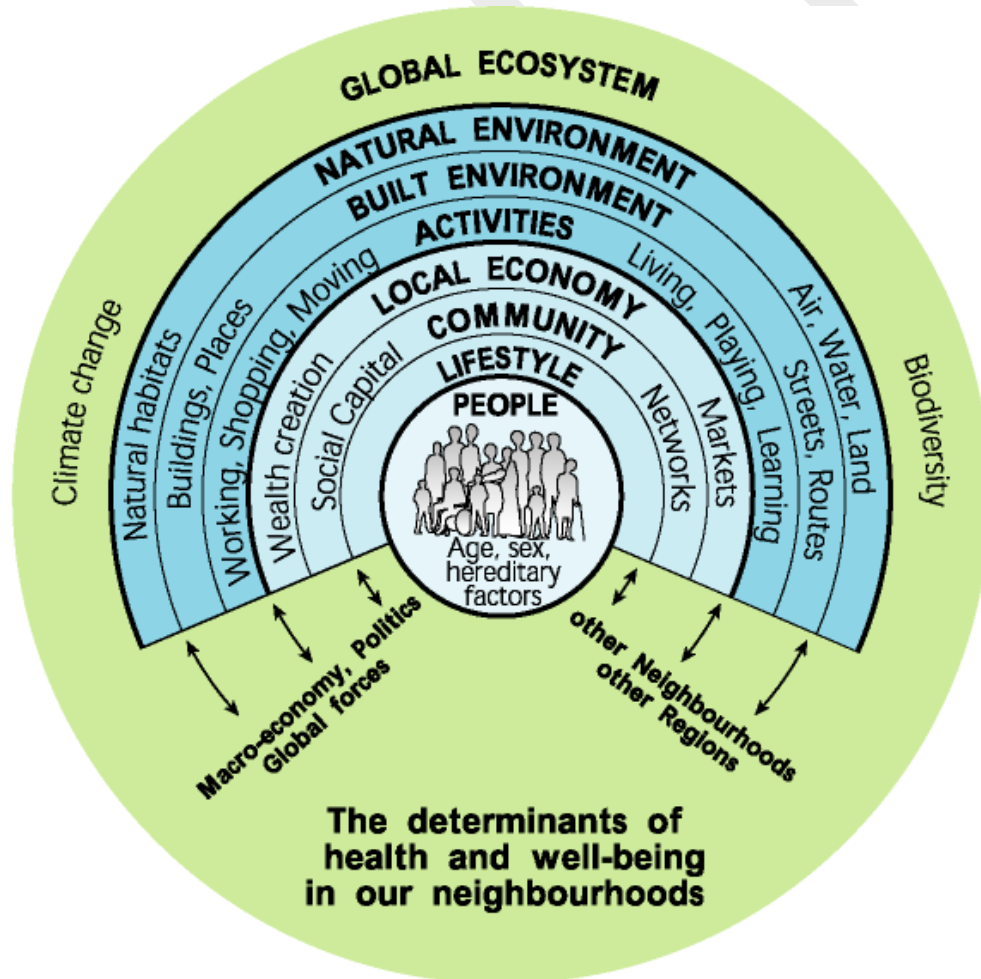 GLOBAL ECOSYSTEM
NATURAL ENVIRONMENT
BUILT ENVIRONMENT
ACTIVITIES
LOCAL ECONOMY
COMMUNITY
LIFESTYLE
PEOPLE
Age, sex,
hereditary
factors
Climate change
Natural habitats
Buildings, Places
Working, Shopping, Moving
Wealth creation
Social Capital
Networks
Markets
Living, Playing, Learning
Streets, Routes
Air, Water, Land
Biodiversity
Macro-economy, Politics
Global forces
other Neighbourhoods
other Regions
The determinants of
health and well-being
in our neighbourhoods